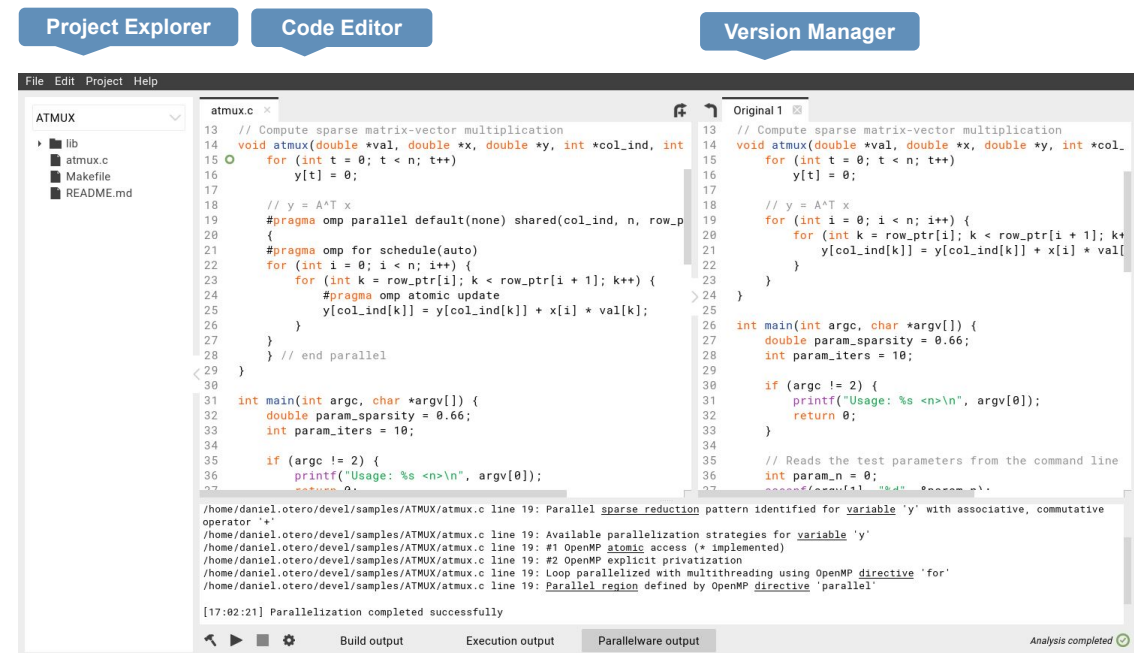 Project Explorer
Code Editor
Version Manager
File Edit Project Help
ATMUX
lib
atmux.c
Makefile
README.md
atmux.c ×
13 // Compute sparse matrix-vector multiplication
14 void atmux(double *val, double *x, double *y, int *col_ind, int
15 for (int t = 0; t < n; t++)
16 y[t] = 0;
17
18 // y = A^T x
19 #pragma omp parallel default(none) shared(col_ind, n, row_p
20 {
21 #pragma omp for schedule(auto)
22 for (int i = 0; i < n; i++) {
23 for (int k = row_ptr[i]; k < row_ptr[i + 1]; k++) {
24 #pragma omp atomic update
25 y[col_ind[k]] = y[col_ind[k]] + x[i] * val[k];
26 }
27 }
28 } // end parallel
29 }
30
31 int main(int argc, char *argv[]) {
32 double param_sparsity = 0.66;
33 int param_iters = 10;
34
35 if (argc != 2) {
36 printf("Usage: %s <n>\n", argv[0]);
37 return 0;
Original 1
13 // Compute sparse matrix-vector multiplication
14 void atmux(double *val, double *x, double *y, int *col_
15 for (int t = 0; t < n; t++)
16 y[t] = 0;
17
18 // y = A^T x
19 for (int i = 0; i < n; i++) {
20 for (int k = row_ptr[i]; k < row_ptr[i + 1]; k+
21 y[col_ind[k]] = y[col_ind[k]] + x[i] * val[
22 }
23 }
24 }
25
26 int main(int argc, char *argv[]) {
27 double param_sparsity = 0.66;
28 int param_iters = 10;
29
30 if (argc != 2) {
31 printf("Usage: %s <n>\n", argv[0]);
32 return 0;
33 }
34
35 // Reads the test parameters from the command line
36 int param_n = 0;
37 sscanf(argv[1], "%d", &param_n);
/home/daniel.otero/devel/samples/ATMUX/atmux.c line 19: Parallel sparse reduction pattern identified for variable 'y' with associative, commutative
operator '+'
/home/daniel.otero/devel/samples/ATMUX/atmux.c line 19: Available parallelization strategies for variable 'y'
/home/daniel.otero/devel/samples/ATMUX/atmux.c line 19: #1 OpenMP atomic access (* implemented)
/home/daniel.otero/devel/samples/ATMUX/atmux.c line 19: #2 OpenMP explicit privatization
/home/daniel.otero/devel/samples/ATMUX/atmux.c line 19: Loop parallelized with multithreading using OpenMP directive 'for'
/home/daniel.otero/devel/samples/ATMUX/atmux.c line 19: Parallel region defined by OpenMP directive 'parallel'
[17:02:21] Parallelization completed successfully
Build output
Execution output
Parallelware output
Analysis completed